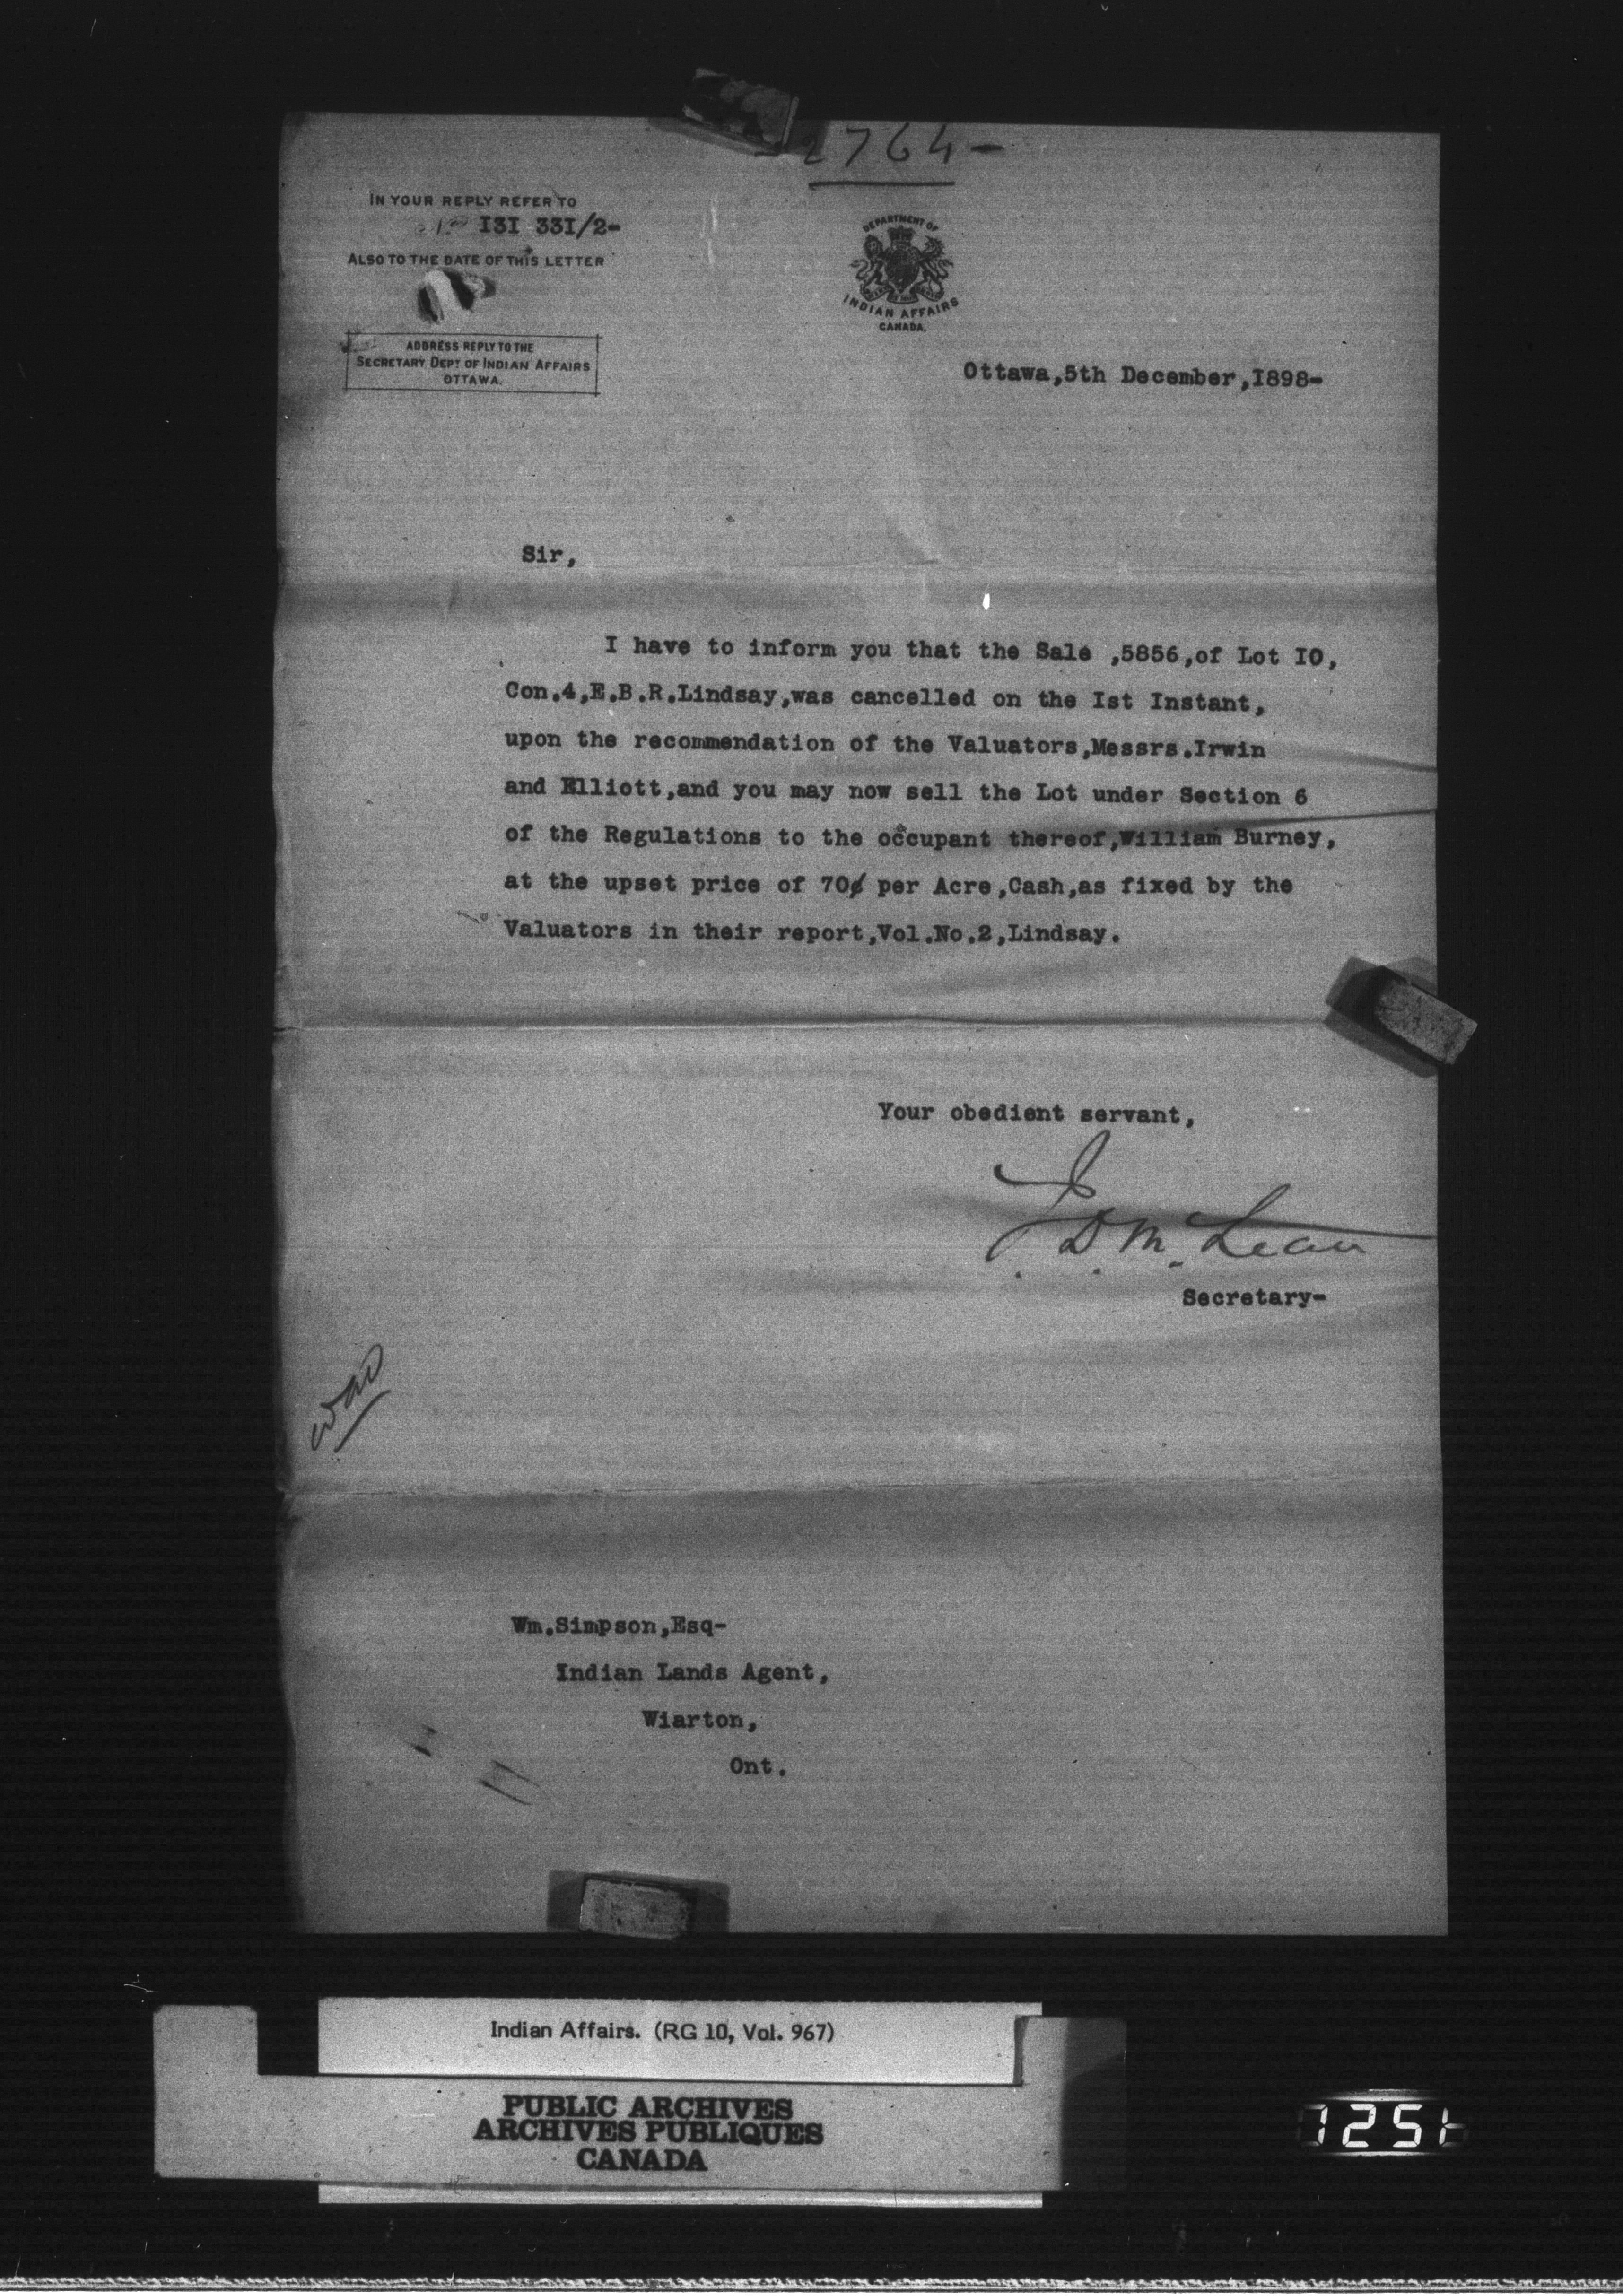 2764-
IN YOUR REPLY REFER TO
No I3I 33I/2-
ALSO TO THE DATE OF THIS LETTER
ADDRESS REPLY TO THE
SECRETARY DEPT OF INDIAN AFFAIRS
OTTAWA.
DEPARTMENT OF
INDIAN AFFAIRS
CANADA.
Ottawa,5th December,I898-
Sir,
I have to inform you that the Sale ,5856,of Lot IO,
Con.4,E.B.R.Lindsay,was cancelled on the Ist Instant,
upon the recommendation of the Valuators,Messrs.Irwin
and Elliott,and you may now sell the Lot under Section 6
of the Regulations to the occupant thereof,William Burney,
at the upset price of 70¢ per Acre,Cash,as fixed by the
Valuators in their report,Vol.No.2,Lindsay.
Your obedient servant,
J. D. McLean
Secretary-
Wm.Simpson,Esq-
Indian Lands Agent,
Wiarton,
Ont.
Indian Affairs. (RG 10, Vol. 967)
PUBLIC ARCHIVES
ARCHIVES PUBLIQUES
CANADA